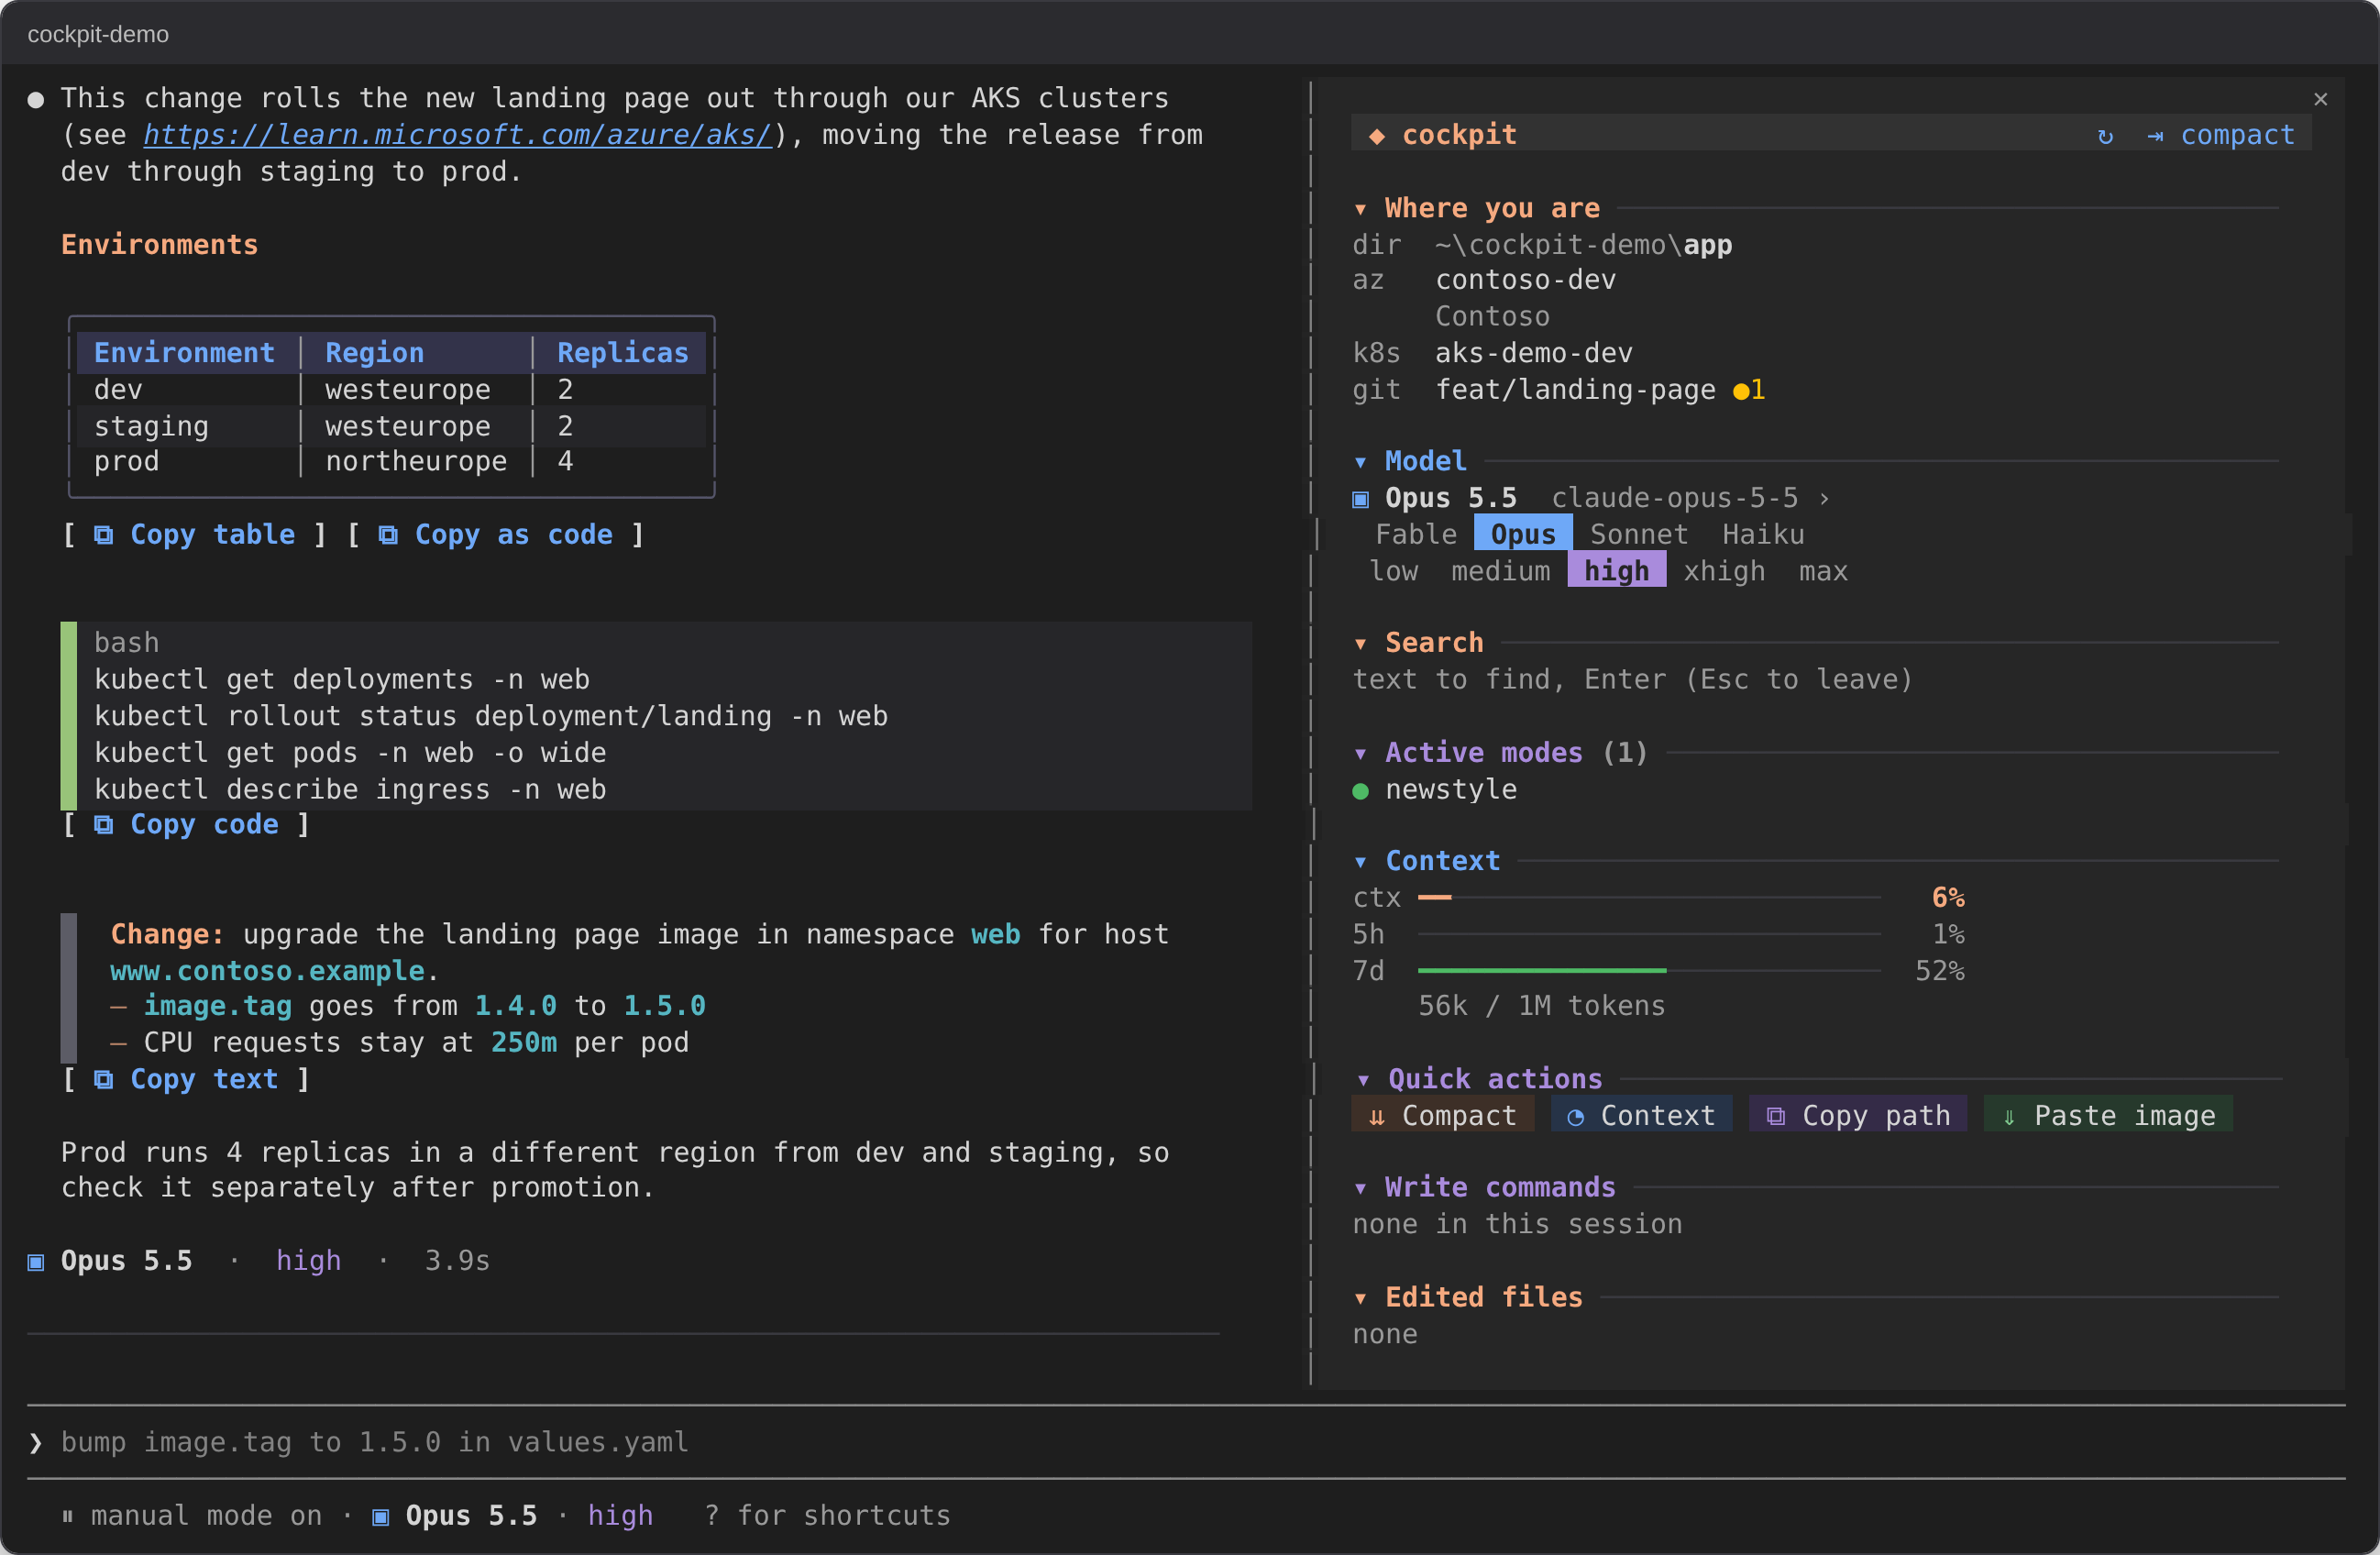 cockpit-demo
● This change rolls the new landing page out through our AKS clusters
(see https://learn.microsoft.com/azure/aks/), moving the release from
dev through staging to prod.
Environments
Environment │ Region │ Replicas
dev │ westeurope │ 2
staging │ westeurope │ 2
prod │ northeurope │ 4
[ ⧉ Copy table ] [ ⧉ Copy as code ]
bash
kubectl get deployments -n web
kubectl rollout status deployment/landing -n web
kubectl get pods -n web -o wide
kubectl describe ingress -n web
[ ⧉ Copy code ]
Change: upgrade the landing page image in namespace web for host
www.contoso.example.
— image.tag goes from 1.4.0 to 1.5.0
— CPU requests stay at 250m per pod
[ ⧉ Copy text ]
Prod runs 4 replicas in a different region from dev and staging, so
check it separately after promotion.
▣ Opus 5.5 · high · 3.9s
×
◆ cockpit ↻ ⇥ compact
▾ Where you are
dir ~\cockpit-demo\app
az contoso-dev
Contoso
k8s aks-demo-dev
git feat/landing-page ●1
▾ Model
▣ Opus 5.5 claude-opus-5-5 ›
Fable Opus Sonnet Haiku
low medium high xhigh max
▾ Search
text to find, Enter (Esc to leave)
▾ Active modes (1)
● newstyle
▾ Context
ctx 6%
5h 1%
7d 52%
56k / 1M tokens
▾ Quick actions
⇊ Compact ◔ Context ⧉ Copy path ⇓ Paste image
▾ Write commands
none in this session
▾ Edited files
none
❯ bump image.tag to 1.5.0 in values.yaml
⏸ manual mode on · ▣ Opus 5.5 · high ? for shortcuts